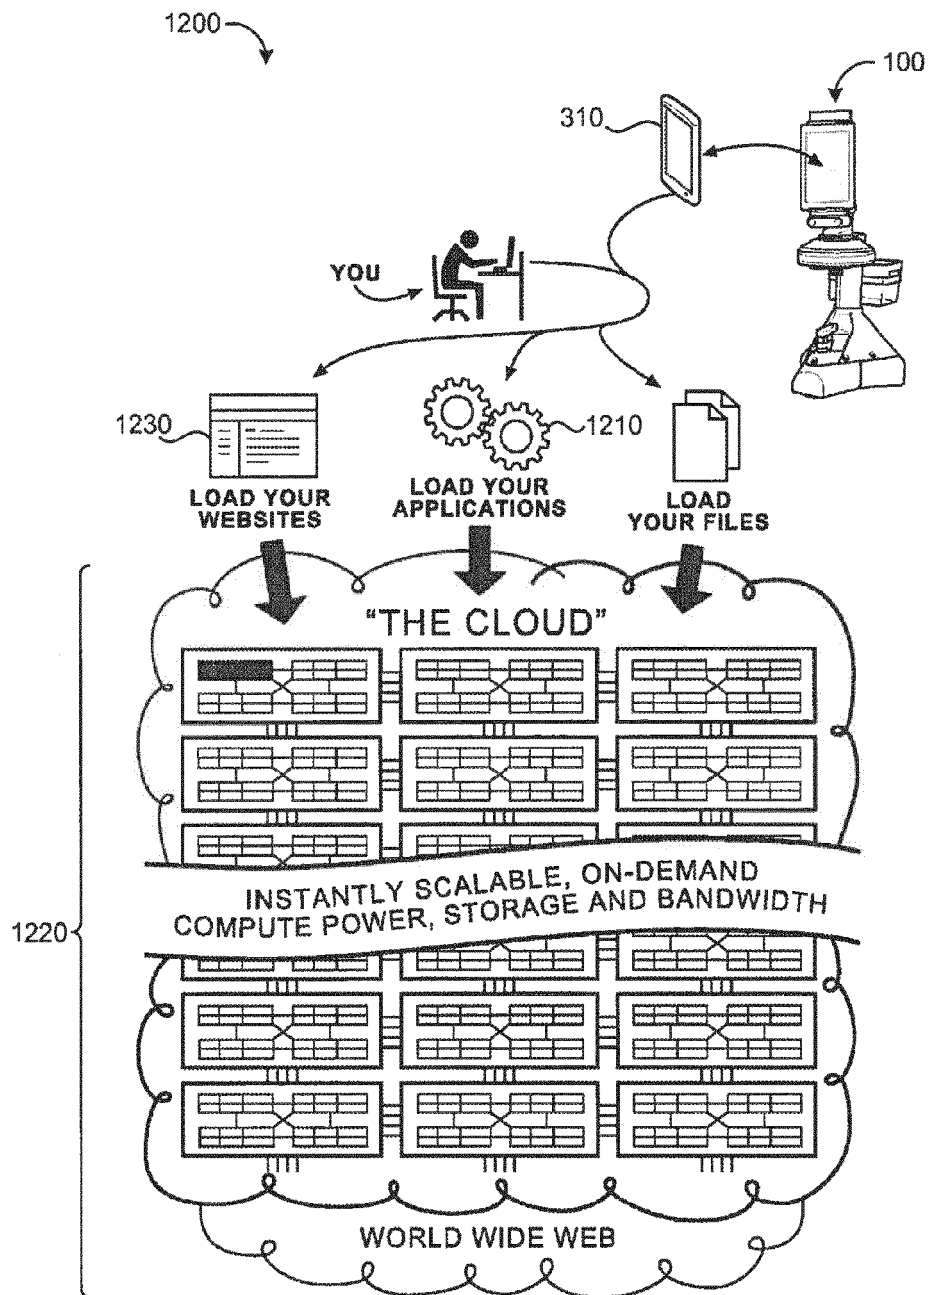 1200
100
310
YOU
1230
1210
LOAD YOUR
WEBSITES
LOAD YOUR
APPLICATIONS
LOAD
YOUR FILES
"THE CLOUD"
INSTANTLY SCALABLE, ON-DEMAND
COMPUTE POWER, STORAGE AND BANDWIDTH
1220
WORLD WIDE WEB